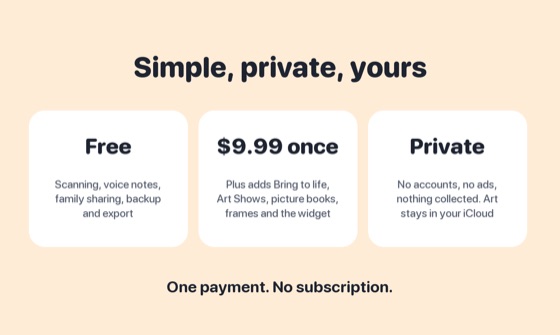 Simple, private, yours
Free
Scanning, voice notes,
family sharing, backup
and export
$9.99 once
Plus adds Bring to life,
Art Shows, picture books,
frames and the widget
Private
No accounts, no ads,
nothing collected. Art
stays in your iCloud
One payment. No subscription.